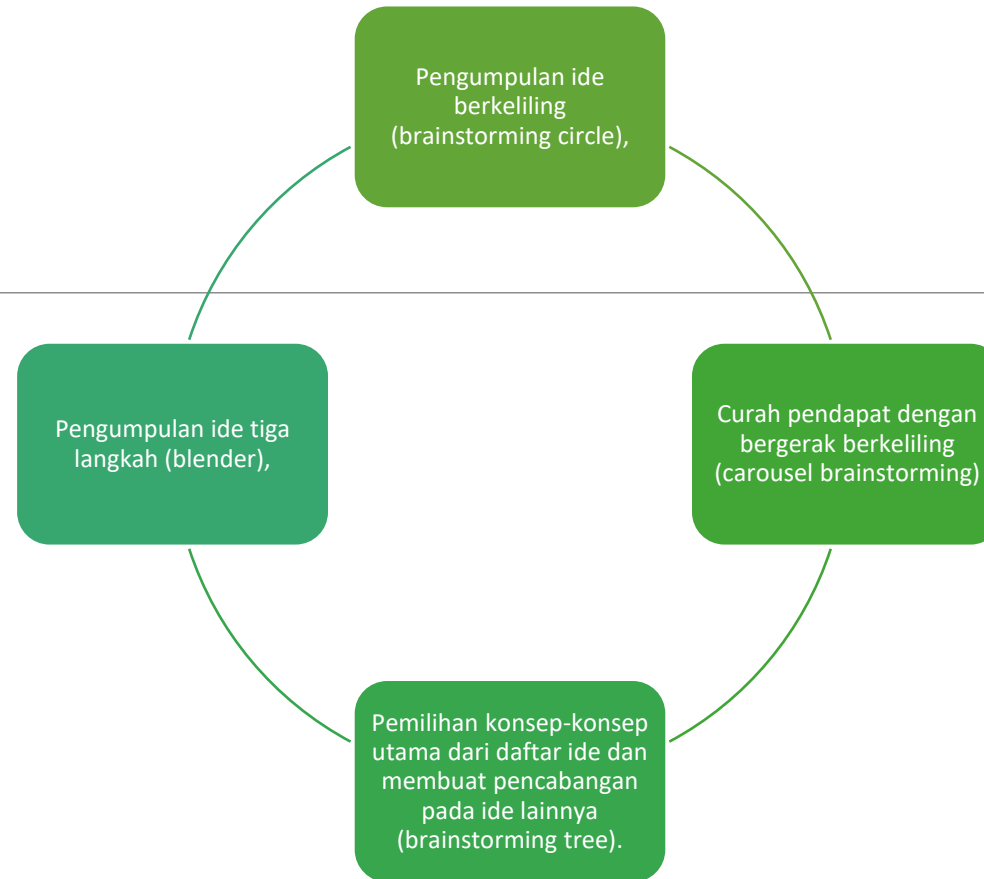 Pengumpulan ide
berkeliling
(brainstorming circle),
Curah pendapat dengan
bergerak berkeliling
(carousel brainstorming)
Pemilihan konsep-konsep
utama dari daftar ide dan
membuat pencabangan
pada ide lainnya
(brainstorming tree).
Pengumpulan ide tiga
langkah (blender),